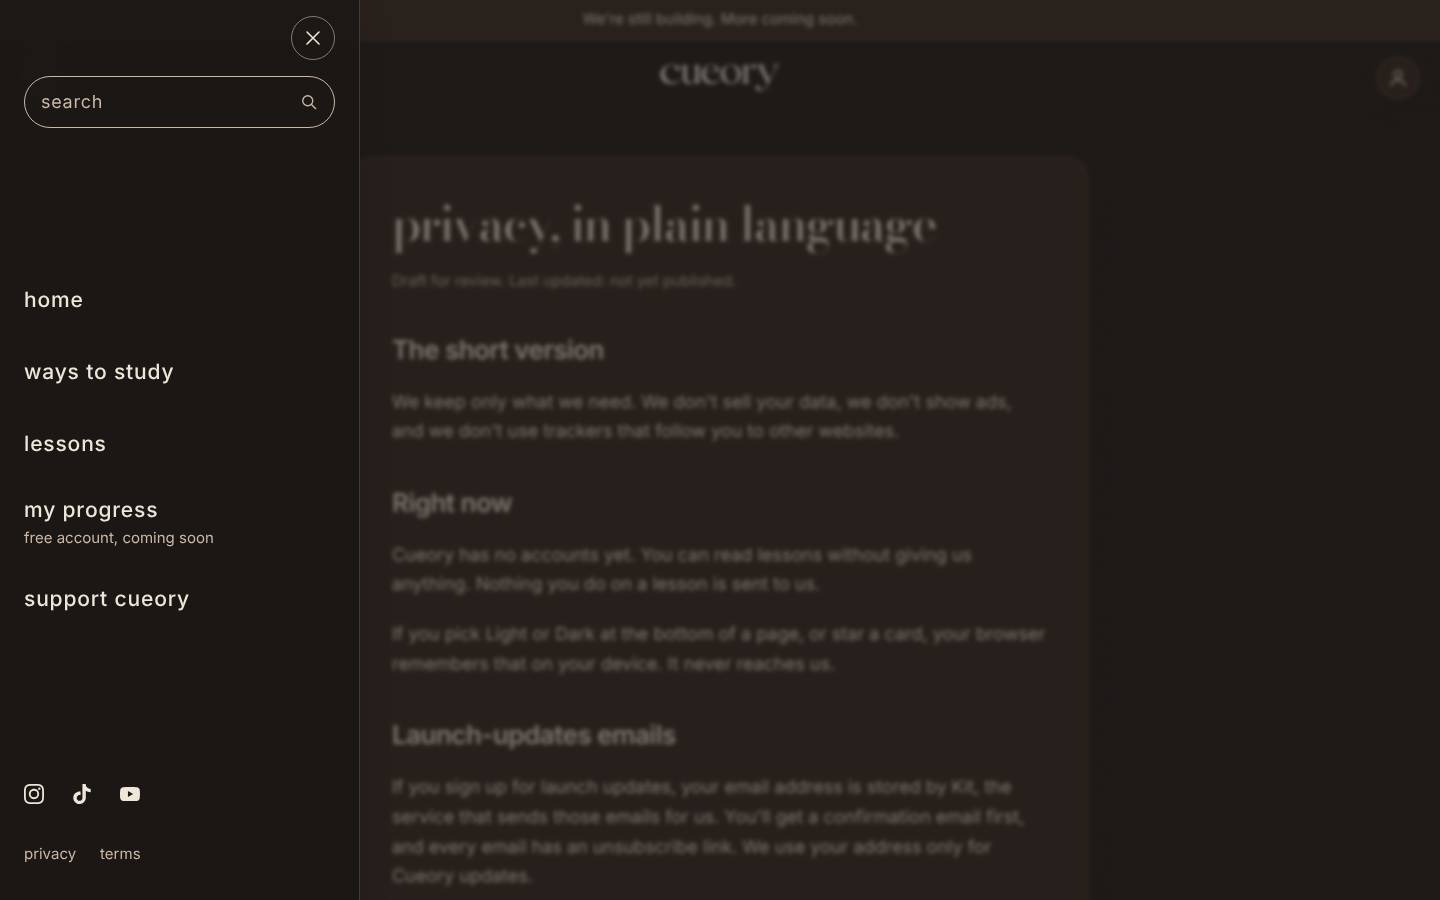 We're still building. More coming soon.
cueory
search
home
ways to study
lessons
my progress
free account, coming soon
support cueory
privacy
terms
privacy, in plain language
Draft for review. Last updated: not yet published.
The short version
We keep only what we need. We don't sell your data, we don't show ads,
and we don't use trackers that follow you to other websites.
Right now
Cueory has no accounts yet. You can read lessons without giving us
anything. Nothing you do on a lesson is sent to us.
If you pick Light or Dark at the bottom of a page, or star a card, your browser
remembers that on your device. It never reaches us.
Launch-updates emails
If you sign up for launch updates, your email address is stored by Kit, the
service that sends those emails for us. You'll get a confirmation email first,
and every email has an unsubscribe link. We use your address only for
Cueory updates.